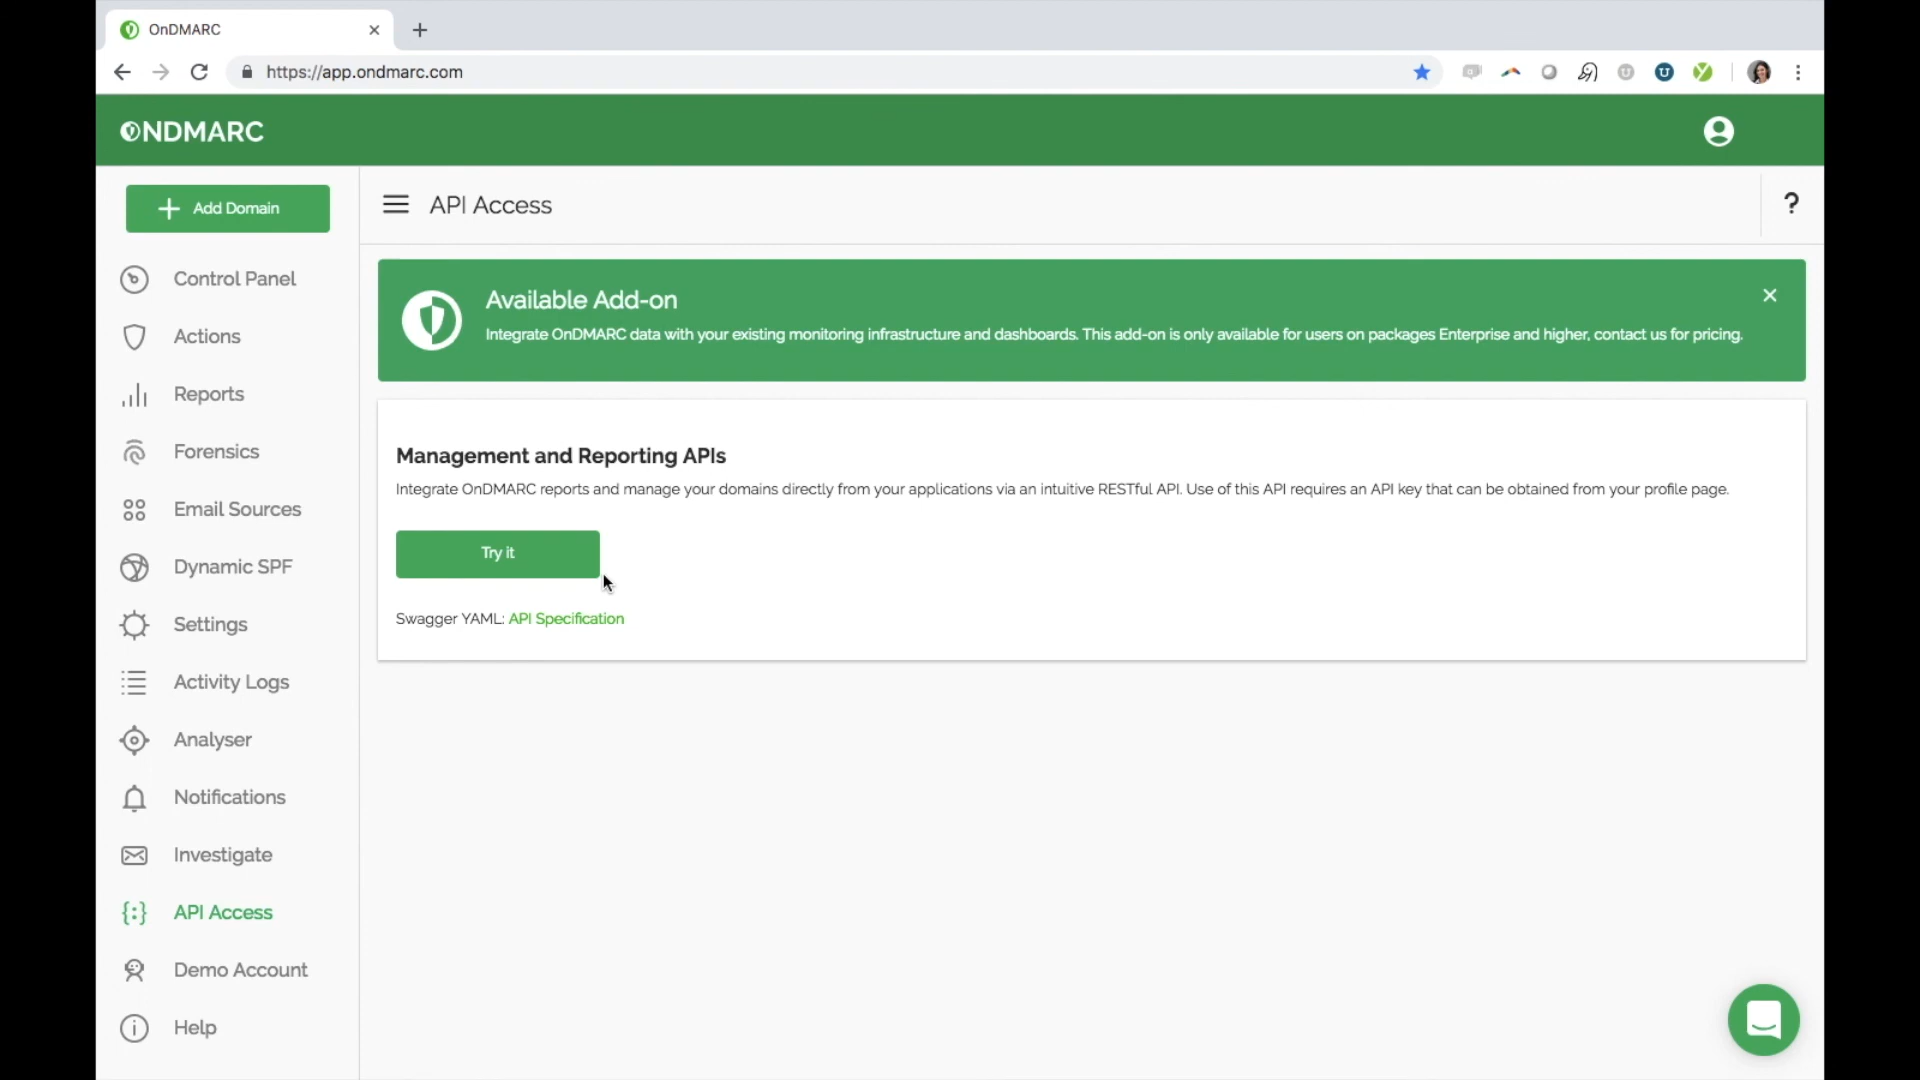 OnDMARC
https://app.ondmarc.com
ONDMARC
Add Domain
API Access
?
Control Panel
Actions
Reports
Forensics
Email Sources
Dynamic SPF
Settings
Activity Logs
Analyser
Notifications
Investigate
API Access
Demo Account
Help
Available Add-on
Integrate OnDMARC data with your existing monitoring infrastructure and dashboards. This add-on is only available for users on packages Enterprise and higher, contact us for pricing.
Management and Reporting APIs
Integrate OnDMARC reports and manage your domains directly from your applications via an intuitive RESTful API. Use of this API requires an API key that can be obtained from your profile page.
Try it
Swagger YAML: API Specification